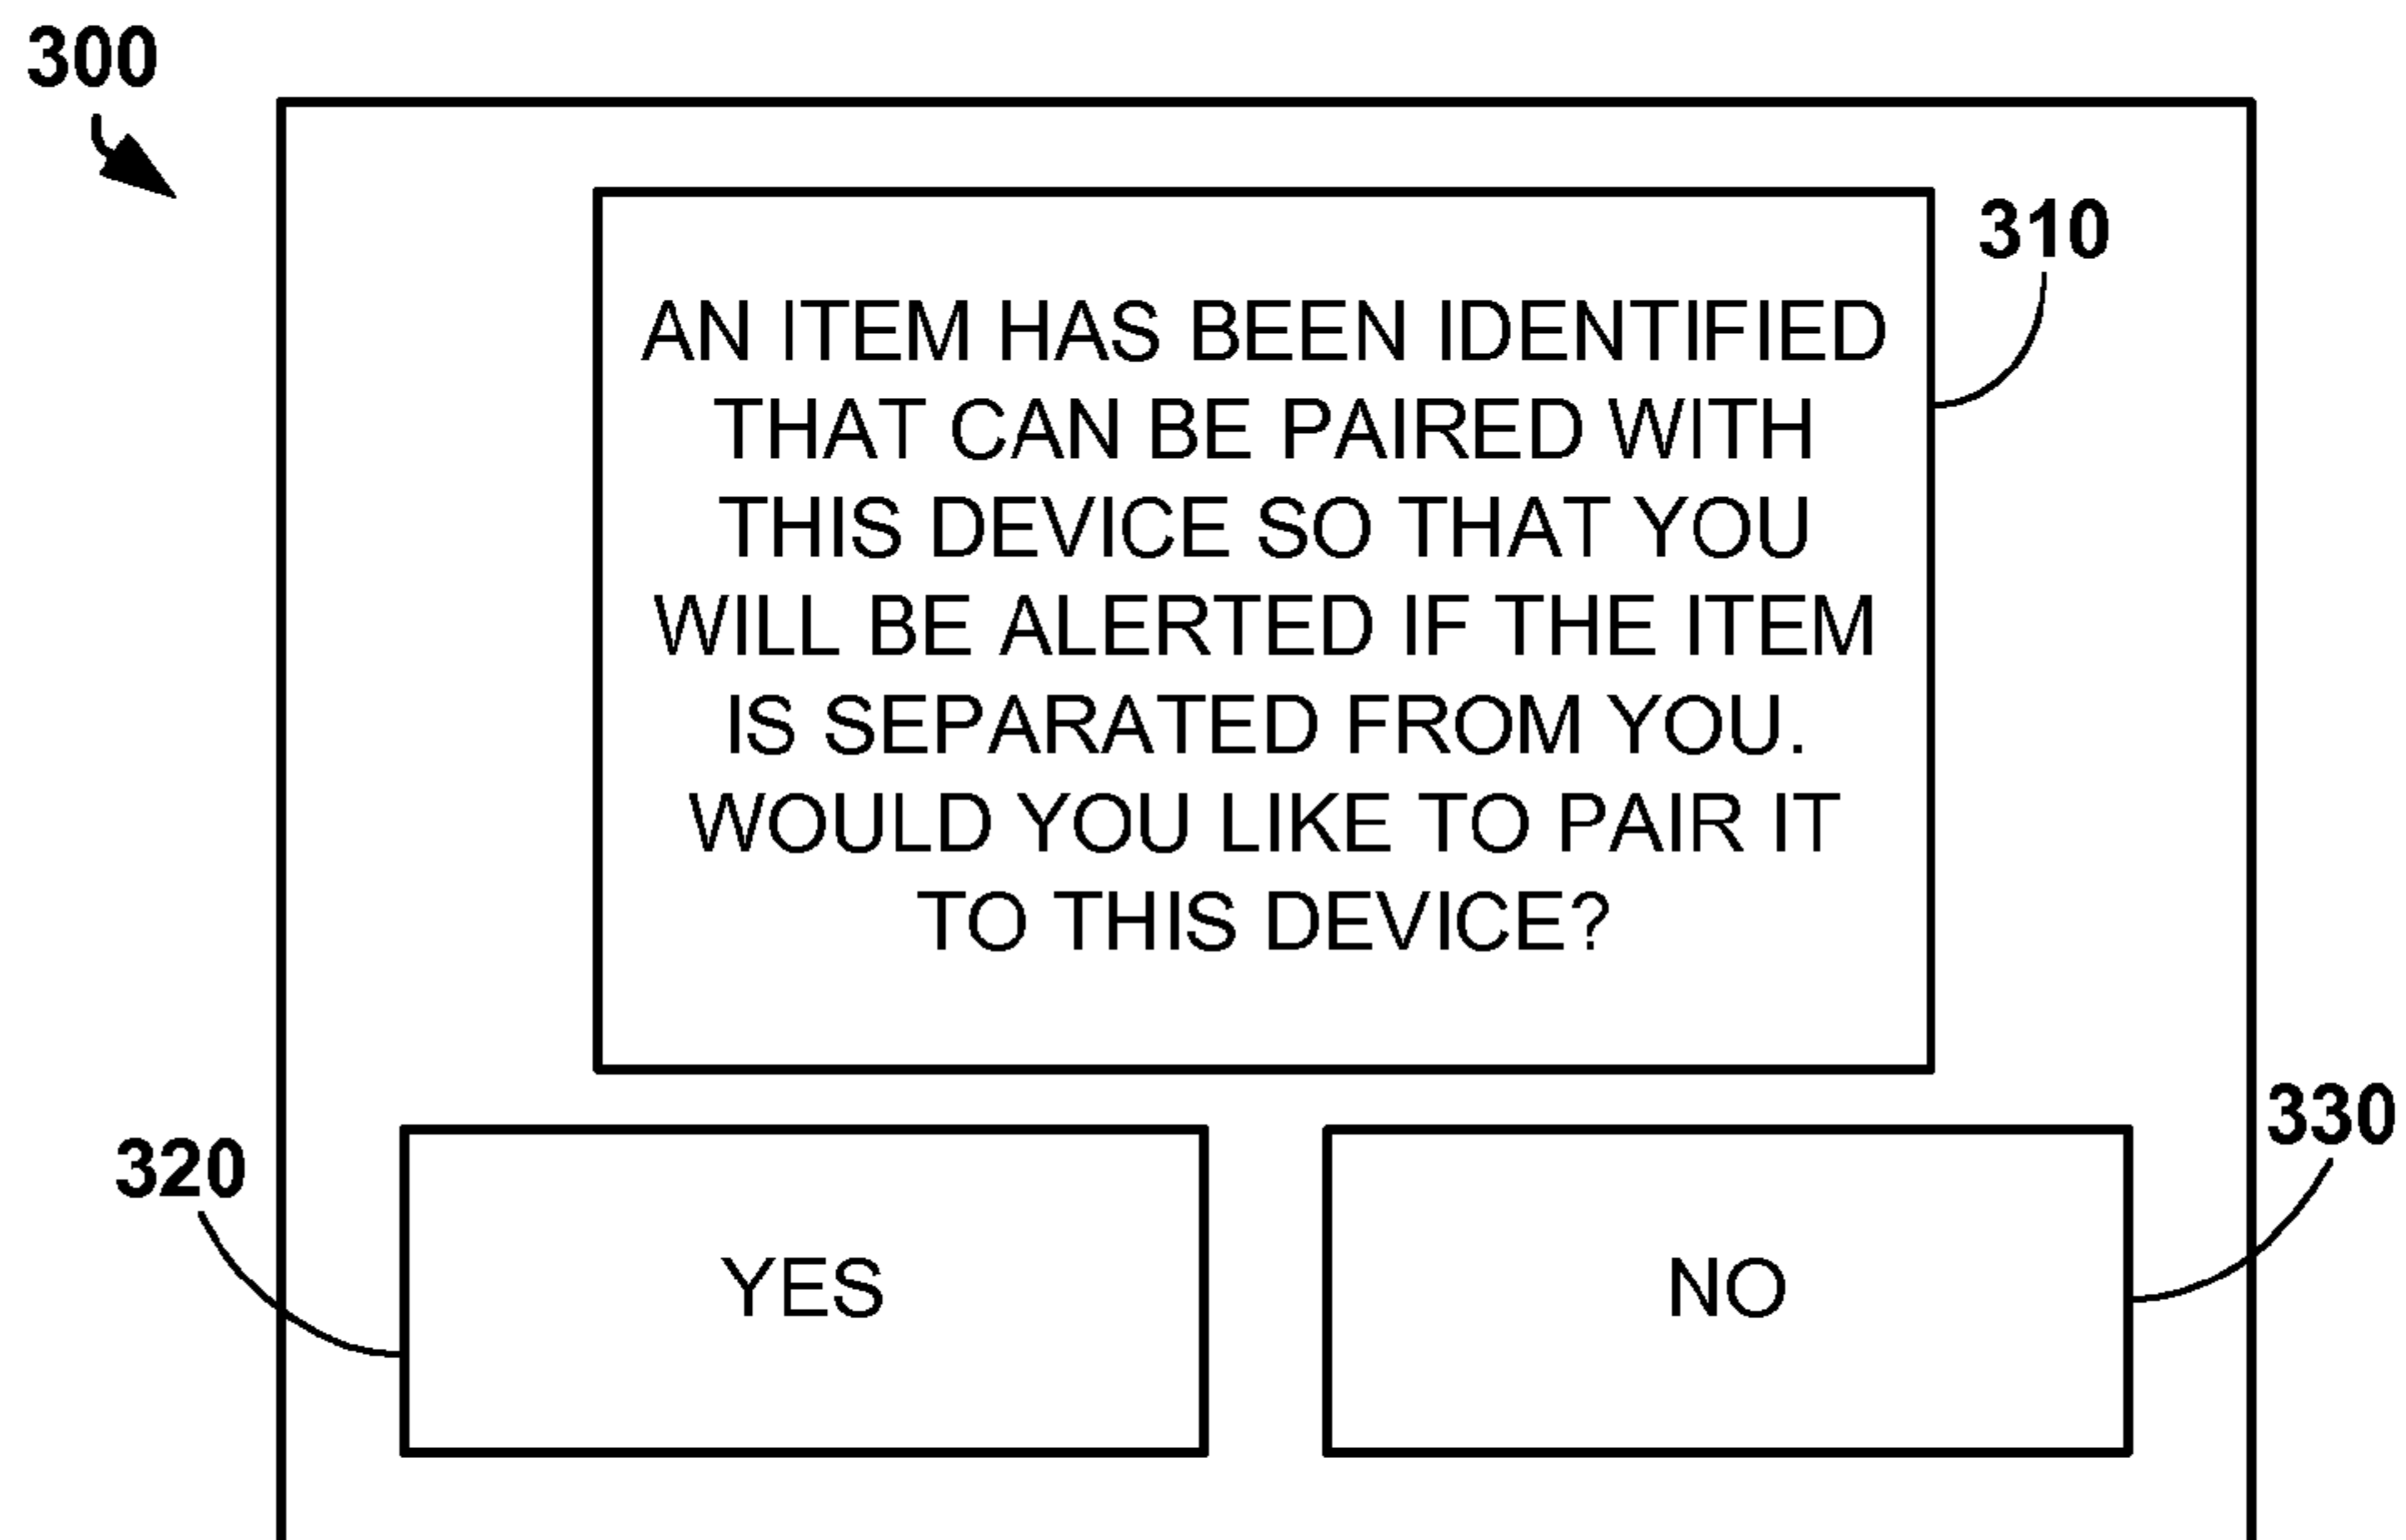 300
310
AN ITEM HAS BEEN IDENTIFIED
THAT CAN BE PAIRED WITH
THIS DEVICE SO THAT YOU
WILL BE ALERTED IF THE ITEM
IS SEPARATED FROM YOU.
WOULD YOU LIKE TO PAIR IT
TO THIS DEVICE?
320
330
YES
NO